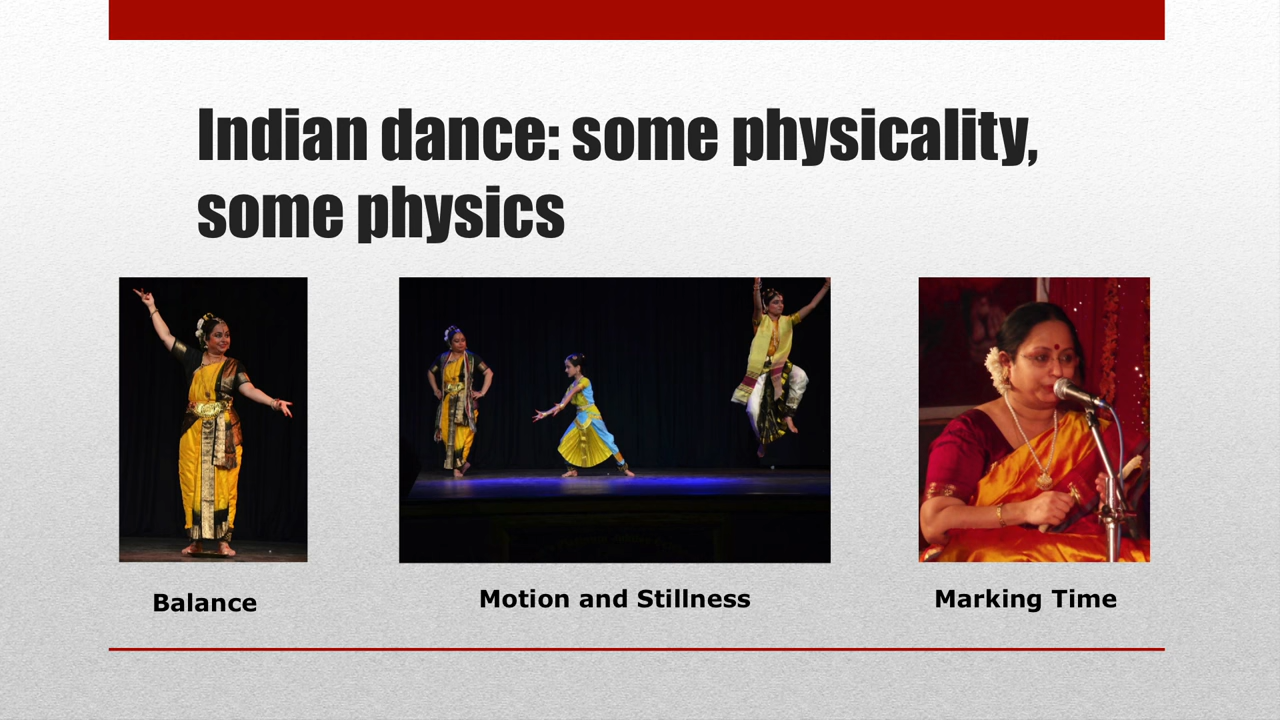 Indian dance: some physicality,
some physics
Balance
Motion and Stillness
Marking Time